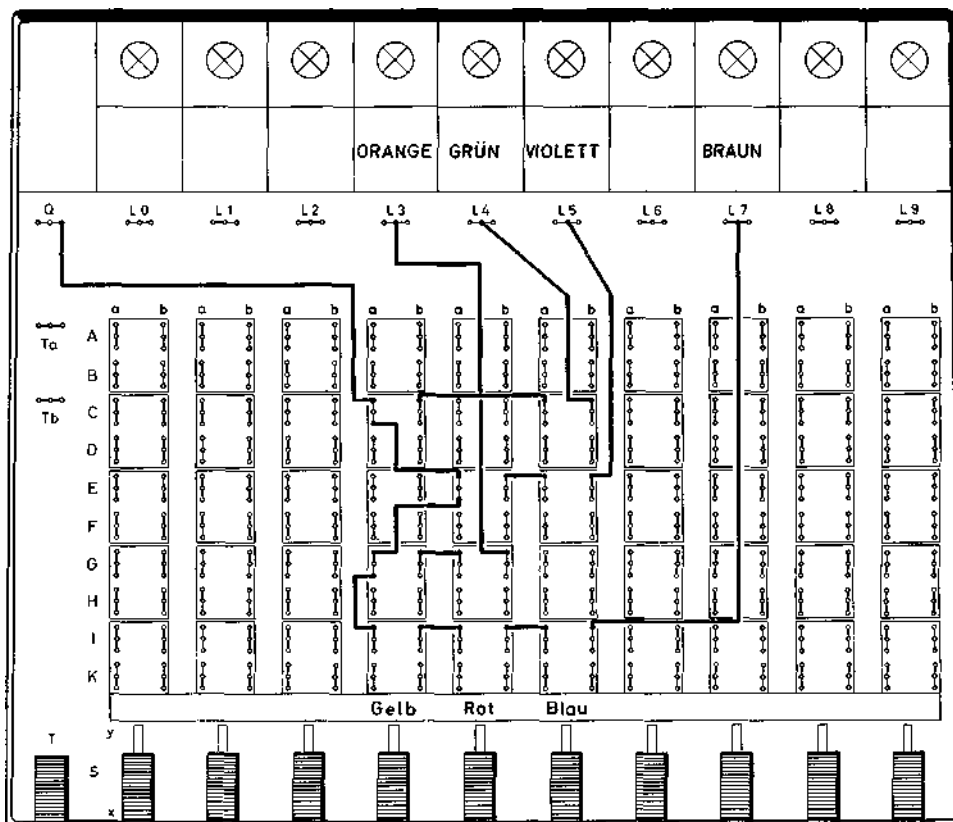 ORANGE GRÜN VIOLETT BRAUN
Q L0 L1 L2 L3 L4 L5 L6 L7 L8 L9
a b a b a b a b a b a b a b a b a b a b
Ta A
B
Tb C
D
E
F
G
H
I
K
Gelb Rot Blau
y
T
S
x